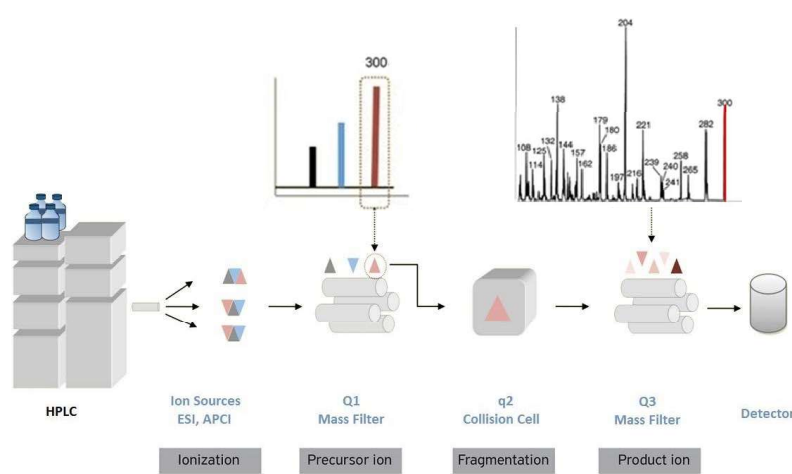 300
204
138
108
125
114
132
144
157
162
179
180
186
197
216
221
239
240
241
258
265
282
300
HPLC
Ion Sources
ESI, APCI
Q1
Mass Filter
q2
Collision Cell
Q3
Mass Filter
Detector
Ionization
Precursor ion
Fragmentation
Product ion